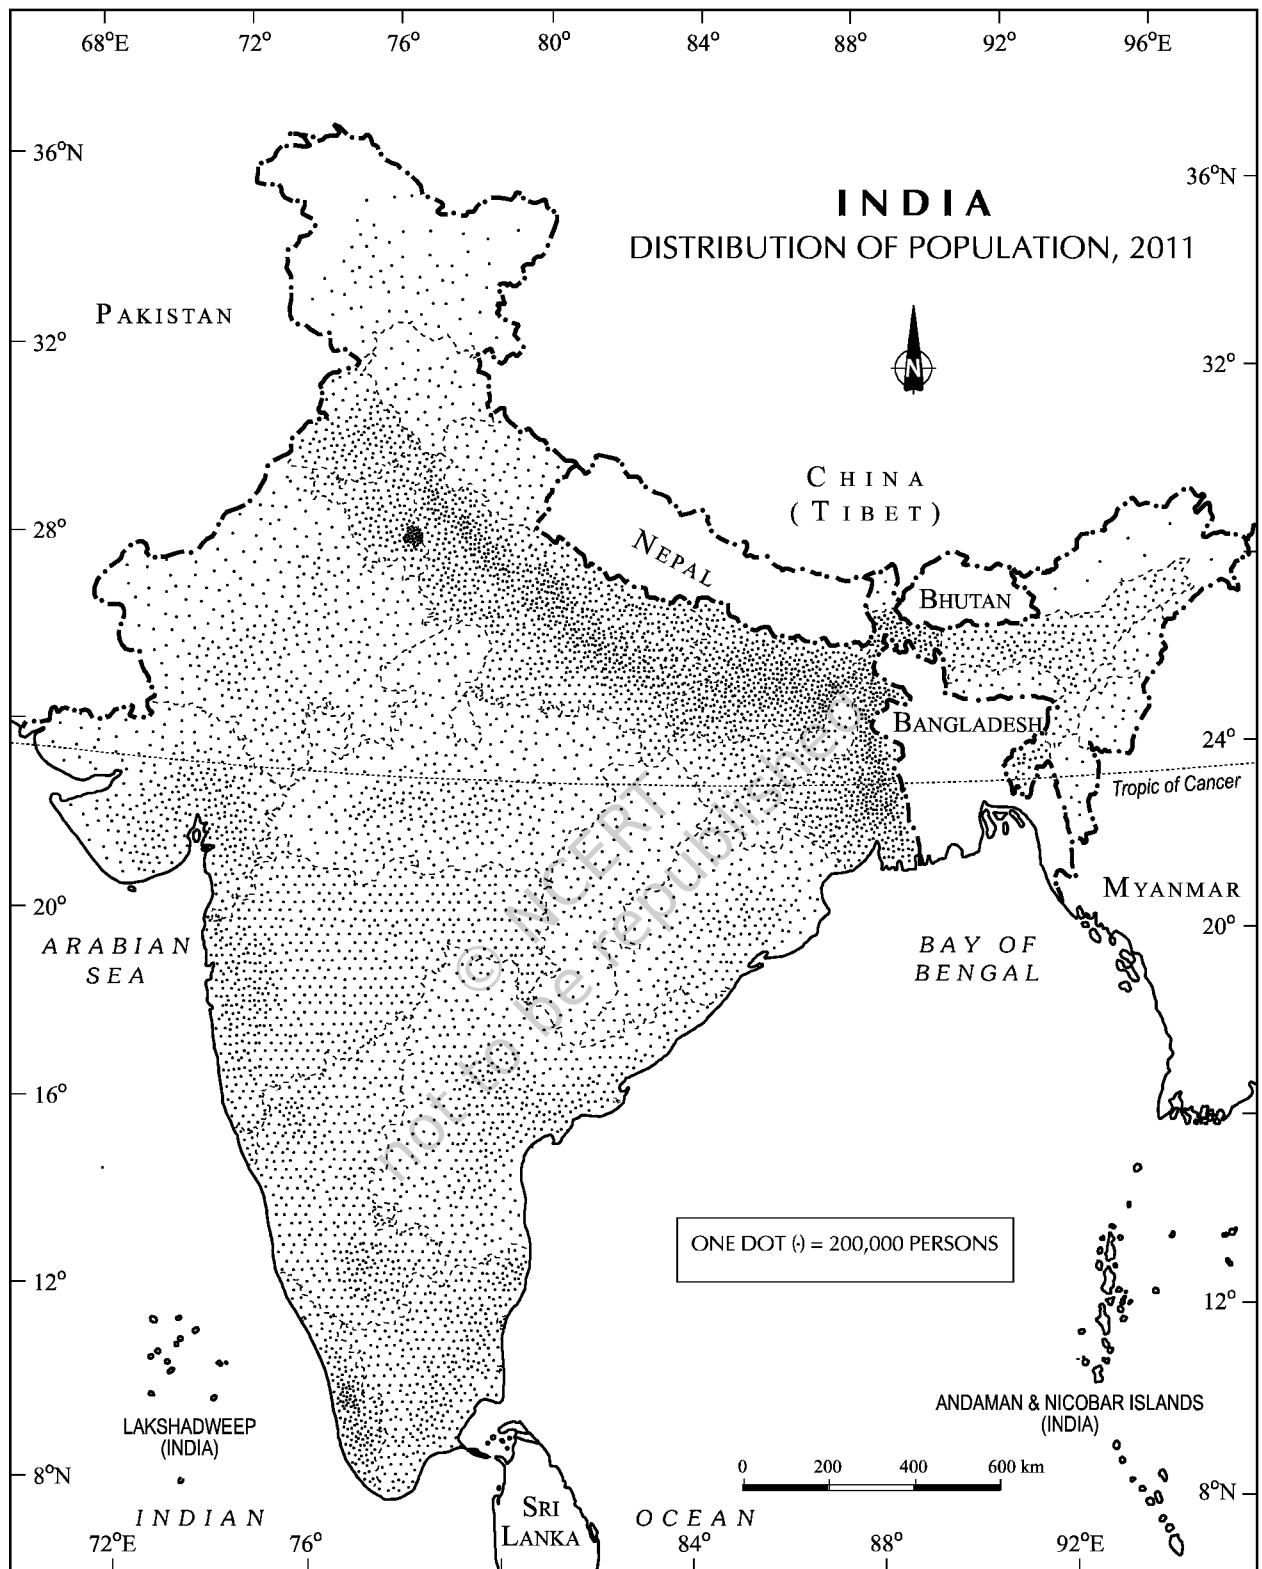 68°E 72° 76° 80° 84° 88° 92° 96°E
36°N
36°N
INDIA
DISTRIBUTION OF POPULATION, 2011
PAKISTAN
32°
32°
N
CHINA
(TIBET)
28°
NEPAL
BHUTAN
BANGLADESH
24°
Tropic of Cancer
© NCERT
not to be republished
MYANMAR
20°
20°
ARABIAN
SEA
BAY OF
BENGAL
16°
ONE DOT (·) = 200,000 PERSONS
12°
12°
ANDAMAN & NICOBAR ISLANDS
(INDIA)
LAKSHADWEEP
(INDIA)
8°N
0 200 400 600 km
8°N
SRI
LANKA
INDIAN OCEAN
72°E 76° 84° 88° 92°E